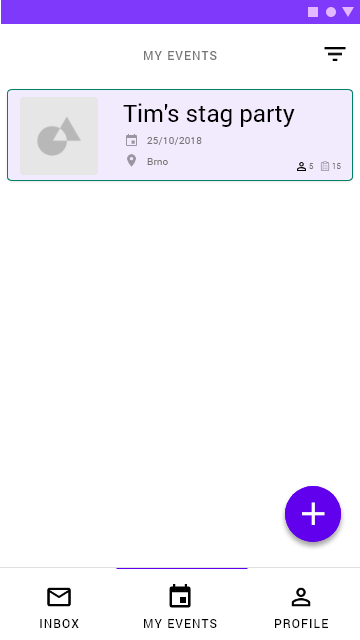 MY EVENTS
Tim's stag party
25/10/2018
Brno
5 15
INBOX MY EVENTS PROFILE